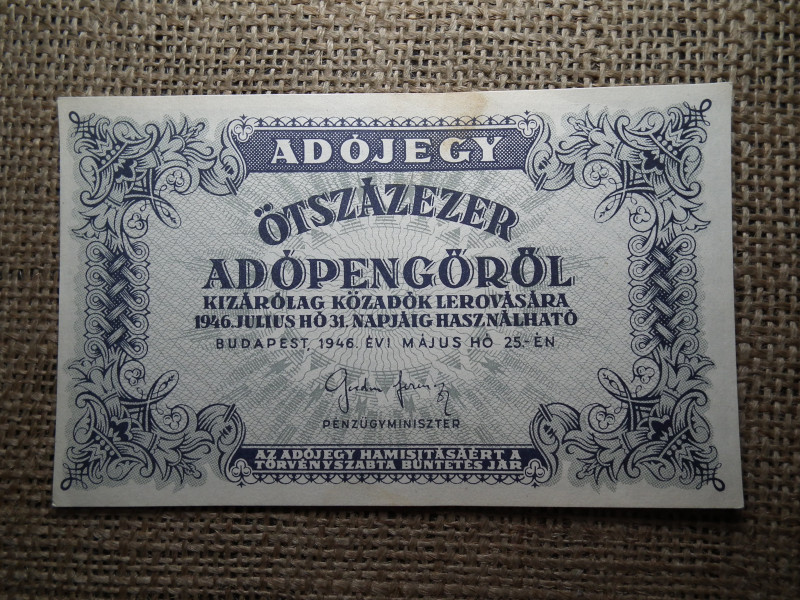 ADÓJEGY
ÖTSZÁZEZER
ADÓPENGŐRŐL
KIZÁRÓLAG KÖZADÓK LEROVÁSÁRA
1946. JULIUS HÓ 31. NAPJÁIG HASZNÁLHATÓ
BUDAPEST, 1946. ÉVI MÁJUS HÓ 25.-ÉN
PÉNZÜGYMINISZTER
AZ ADÓJEGY HAMISITÁSÁÉRT A
TÖRVÉNYSZABTA BÜNTETÉS JÁR